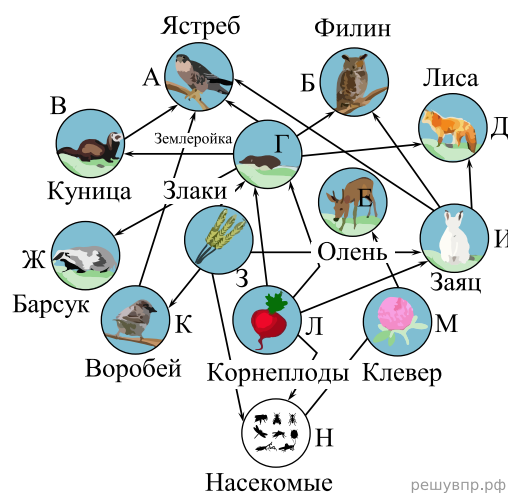 Ястреб
Филин
А
Б
Лиса
В
Д
Землеройка
Г
Куница
Злаки
Е
Ж
З
Олень
И
Заяц
Барсук
К
Л
М
Воробей
Корнеплоды
Клевер
Н
Насекомые
решувпр.рф